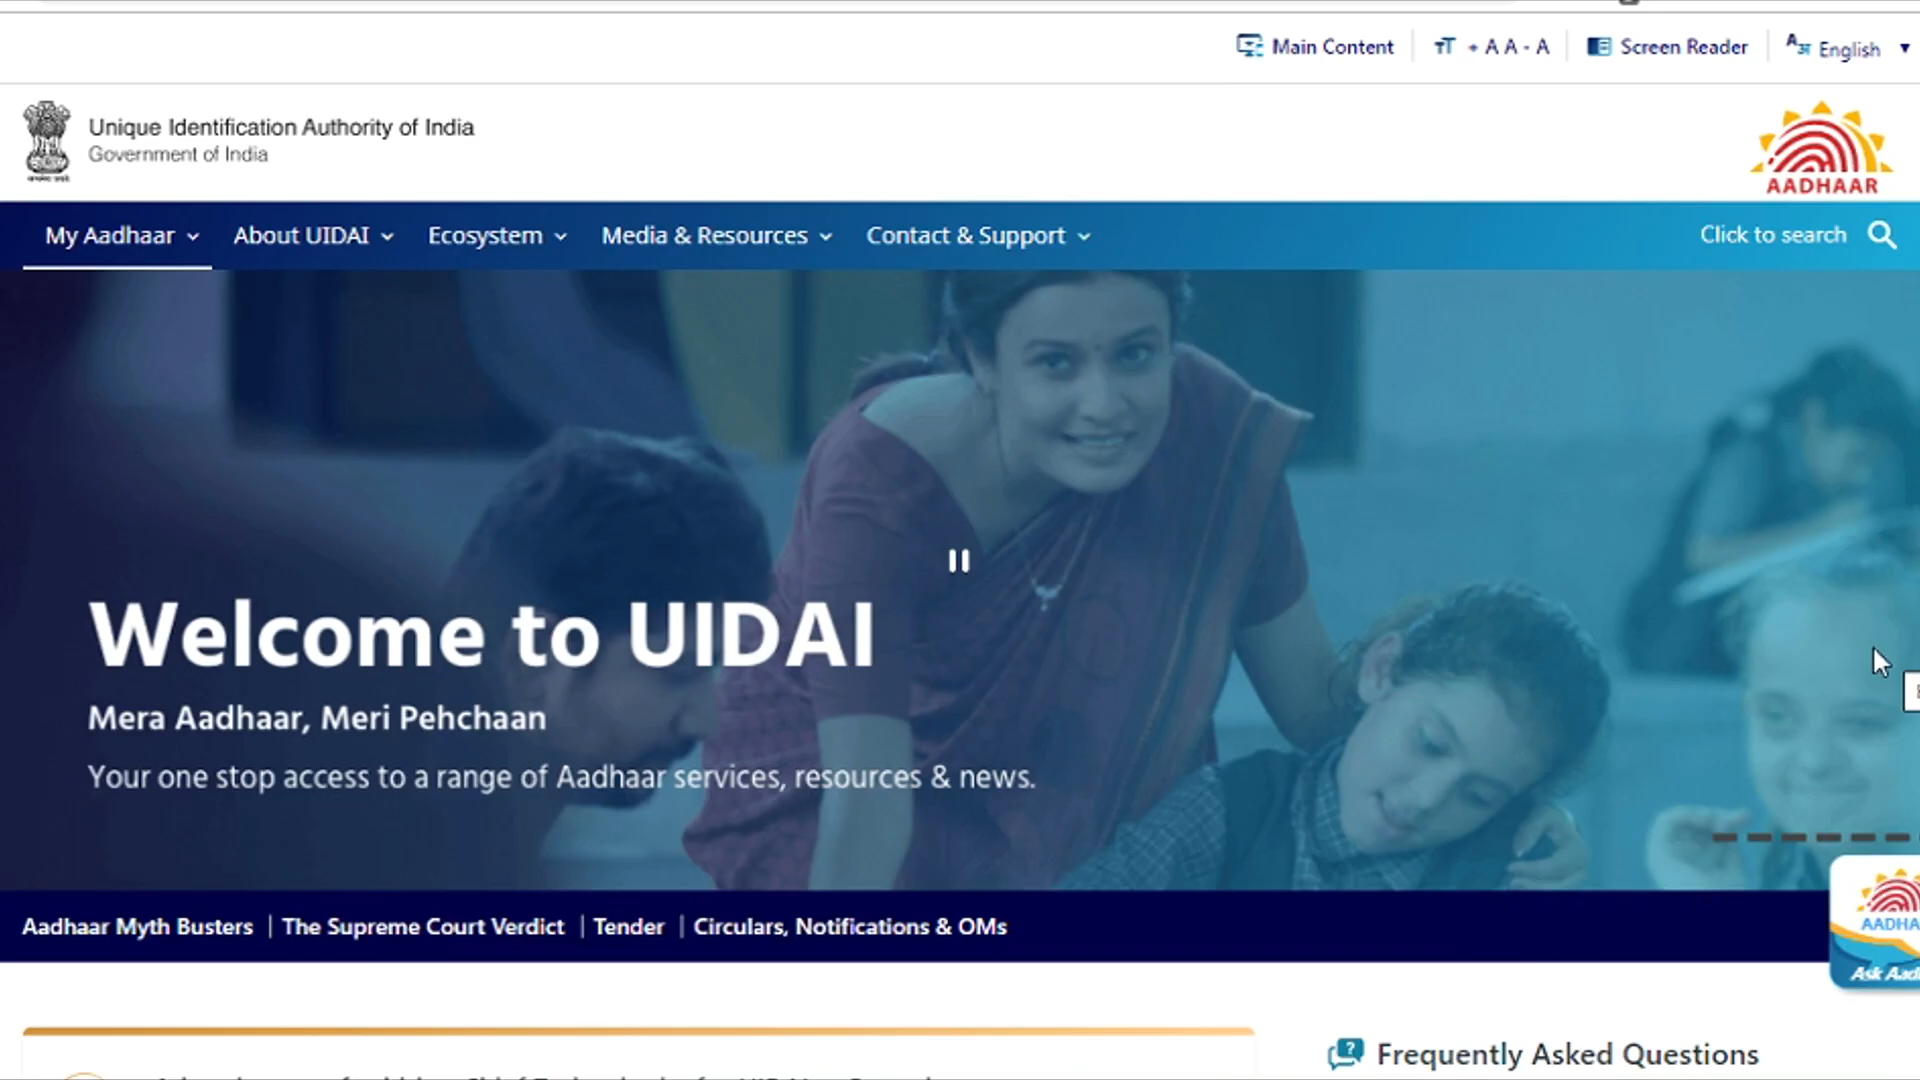 Main Content
+ A A - A
Screen Reader
English
Unique Identification Authority of India
Government of India
AADHAAR
My Aadhaar
About UIDAI
Ecosystem
Media & Resources
Contact & Support
Click to search
Welcome to UIDAI
Mera Aadhaar, Meri Pehchaan
Your one stop access to a range of Aadhaar services, resources & news.
Aadhaar Myth Busters | The Supreme Court Verdict | Tender | Circulars, Notifications & OMs
AADHA
Ask Aad
Frequently Asked Questions